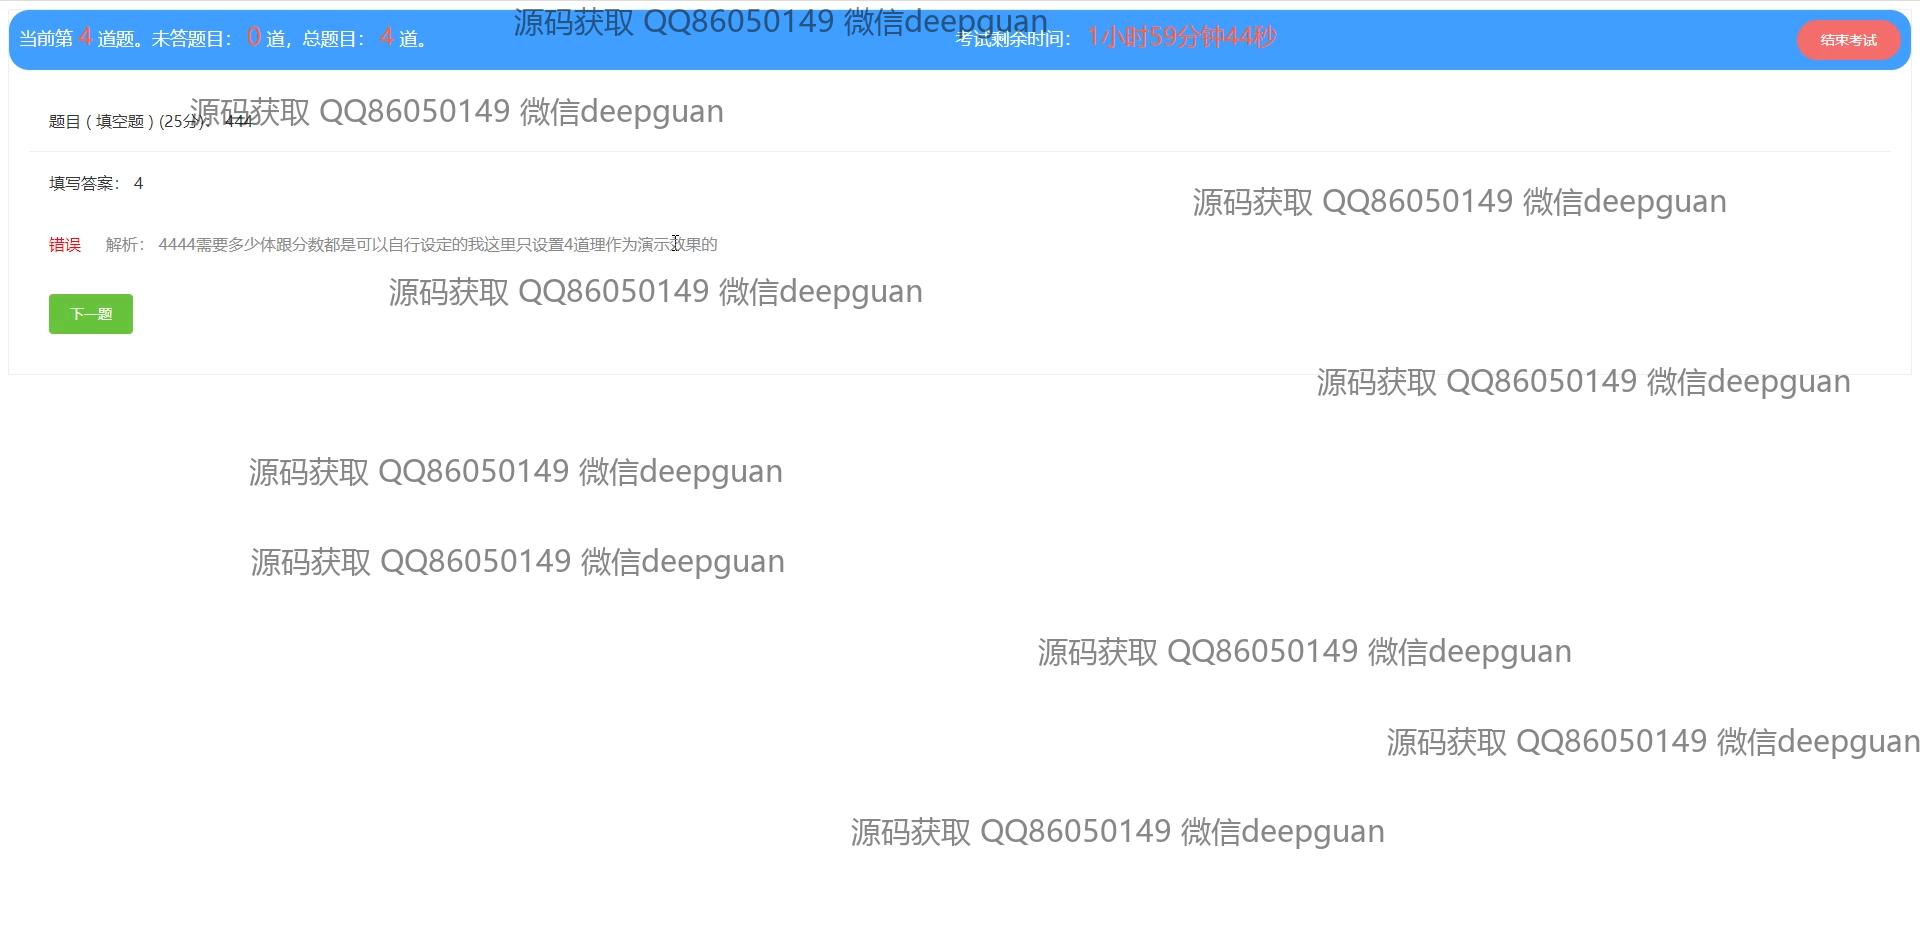 源码获取 QQ86050149 微信deepguan
当前第 4 道题。未答题目： 0 道，总题目： 4 道。
考试剩余时间： 1小时59分钟44秒
结束考试
源码获取 QQ86050149 微信deepguan
题目 ( 填空题 ) (25分)： 444
填写答案： 4
源码获取 QQ86050149 微信deepguan
错误 解析： 4444需要多少体跟分数都是可以自行设定的我这里只设置4道理作为演示效果的
源码获取 QQ86050149 微信deepguan
下一题
源码获取 QQ86050149 微信deepguan
源码获取 QQ86050149 微信deepguan
源码获取 QQ86050149 微信deepguan
源码获取 QQ86050149 微信deepguan
源码获取 QQ86050149 微信deepguan
源码获取 QQ86050149 微信deepguan